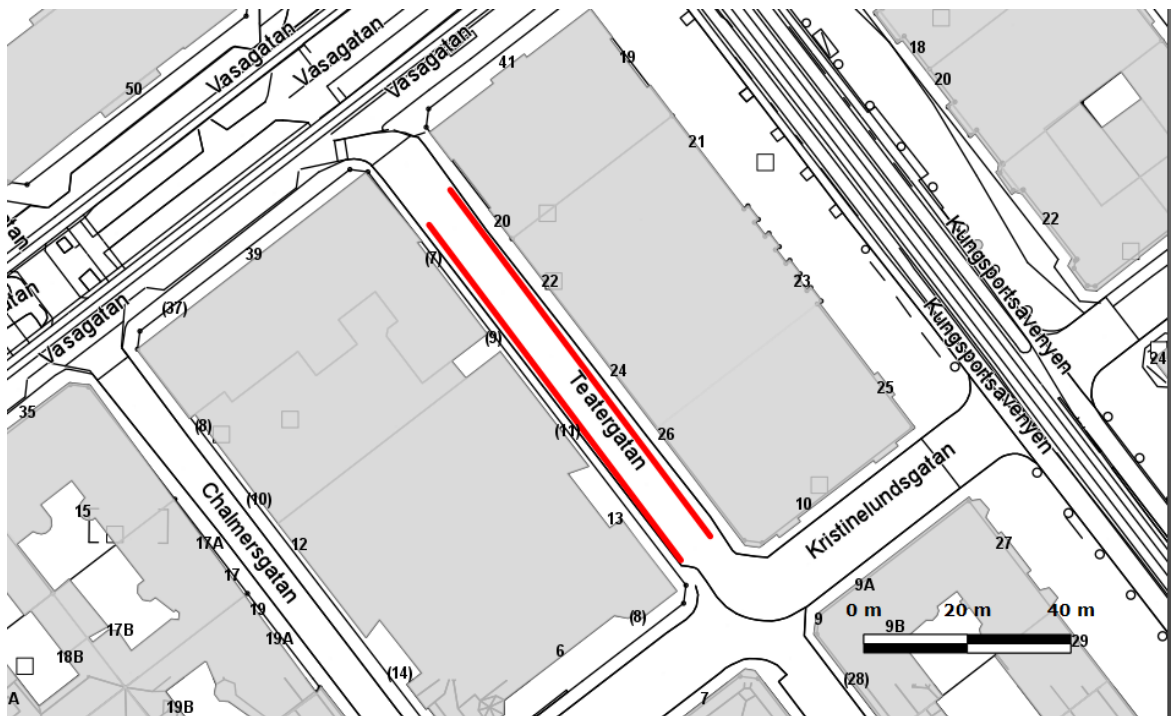 18
20
19
41
Vasagatan
Vasagatan
Vasagatan
50
21
20
22
Kungsportsavenyen
Vasagatan
39
(7)
22
23
(37)
Vasagatan
(9)
24
24
25
Kungsportsavenyen
Teatergatan
35
(8)
(11)
26
(10)
10
Kristinelundsgatan
15
13
Chalmersgatan
12
17A
27
17
9A
0 m 20 m 40 m
19
(8)
9
9B
29
19A
17B
6
18B
(14)
(28)
A
19B
7